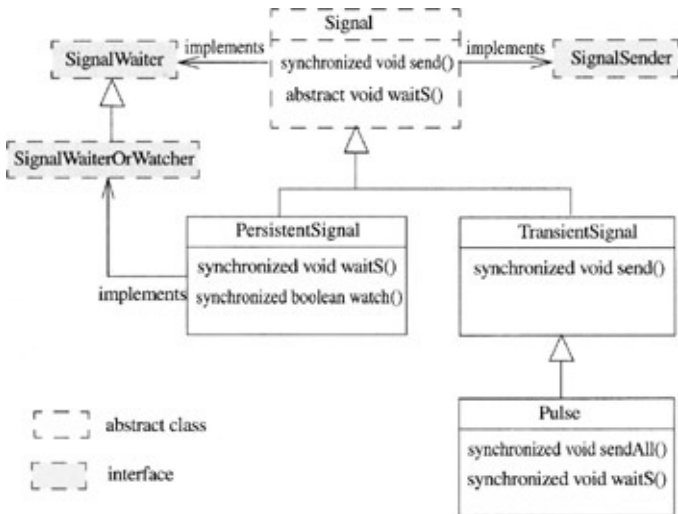 Signal
implements
implements
SignalWaiter
synchronized void send()
SignalSender
abstract void waitS()
SignalWaiterOrWatcher
PersistentSignal
TransientSignal
synchronized void waitS()
synchronized void send()
implements
synchronized boolean watch()
Pulse
abstract class
synchronized void sendAll()
synchronized void waitS()
interface